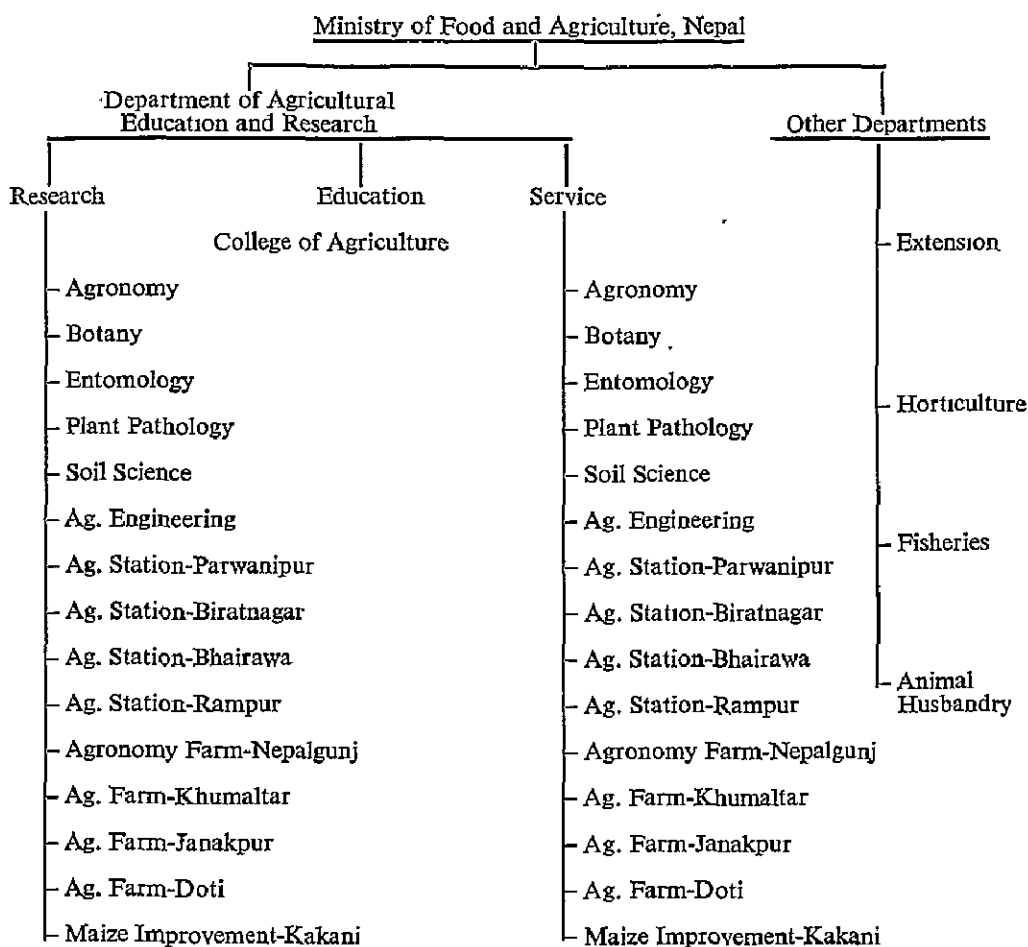 Ministry of Food and Agriculture, Nepal
Department of Agricultural
Education and Research
Other Departments
Research
Education
Service
College of Agriculture
Extension
Agronomy
Botany
Entomology
Plant Pathology
Soil Science
Ag. Engineering
Ag. Station-Parwanipur
Ag. Station-Biratnagar
Ag. Station-Bhairawa
Ag. Station-Rampur
Agronomy Farm-Nepalgunj
Ag. Farm-Khumaltar
Ag. Farm-Janakpur
Ag. Farm-Doti
Maize Improvement-Kakani
Agronomy
Botany
Entomology
Plant Pathology
Soil Science
Ag. Engineering
Ag. Station-Parwanipur
Ag. Station-Biratnagar
Ag. Station-Bhairawa
Ag. Station-Rampur
Agronomy Farm-Nepalgunj
Ag. Farm-Khumaltar
Ag. Farm-Janakpur
Ag. Farm-Doti
Maize Improvement-Kakani
Horticulture
Fisheries
Animal
Husbandry